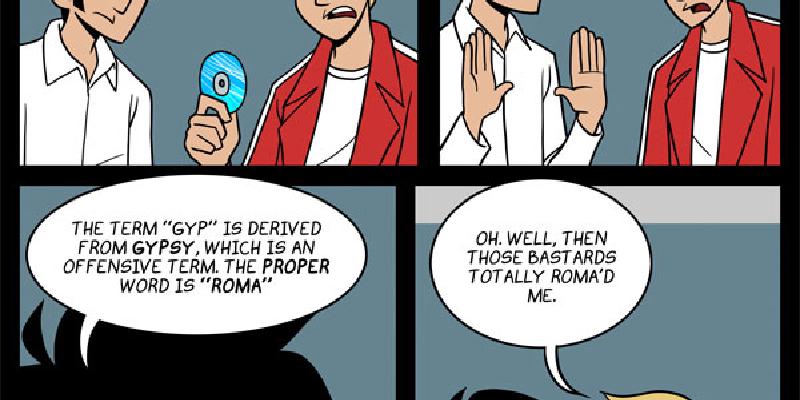 THE TERM "GYP" IS DERIVED
FROM GYPSY, WHICH IS AN
OFFENSIVE TERM. THE PROPER
WORD IS "ROMA"
OH. WELL, THEN
THOSE BASTARDS
TOTALLY ROMA'D
ME.